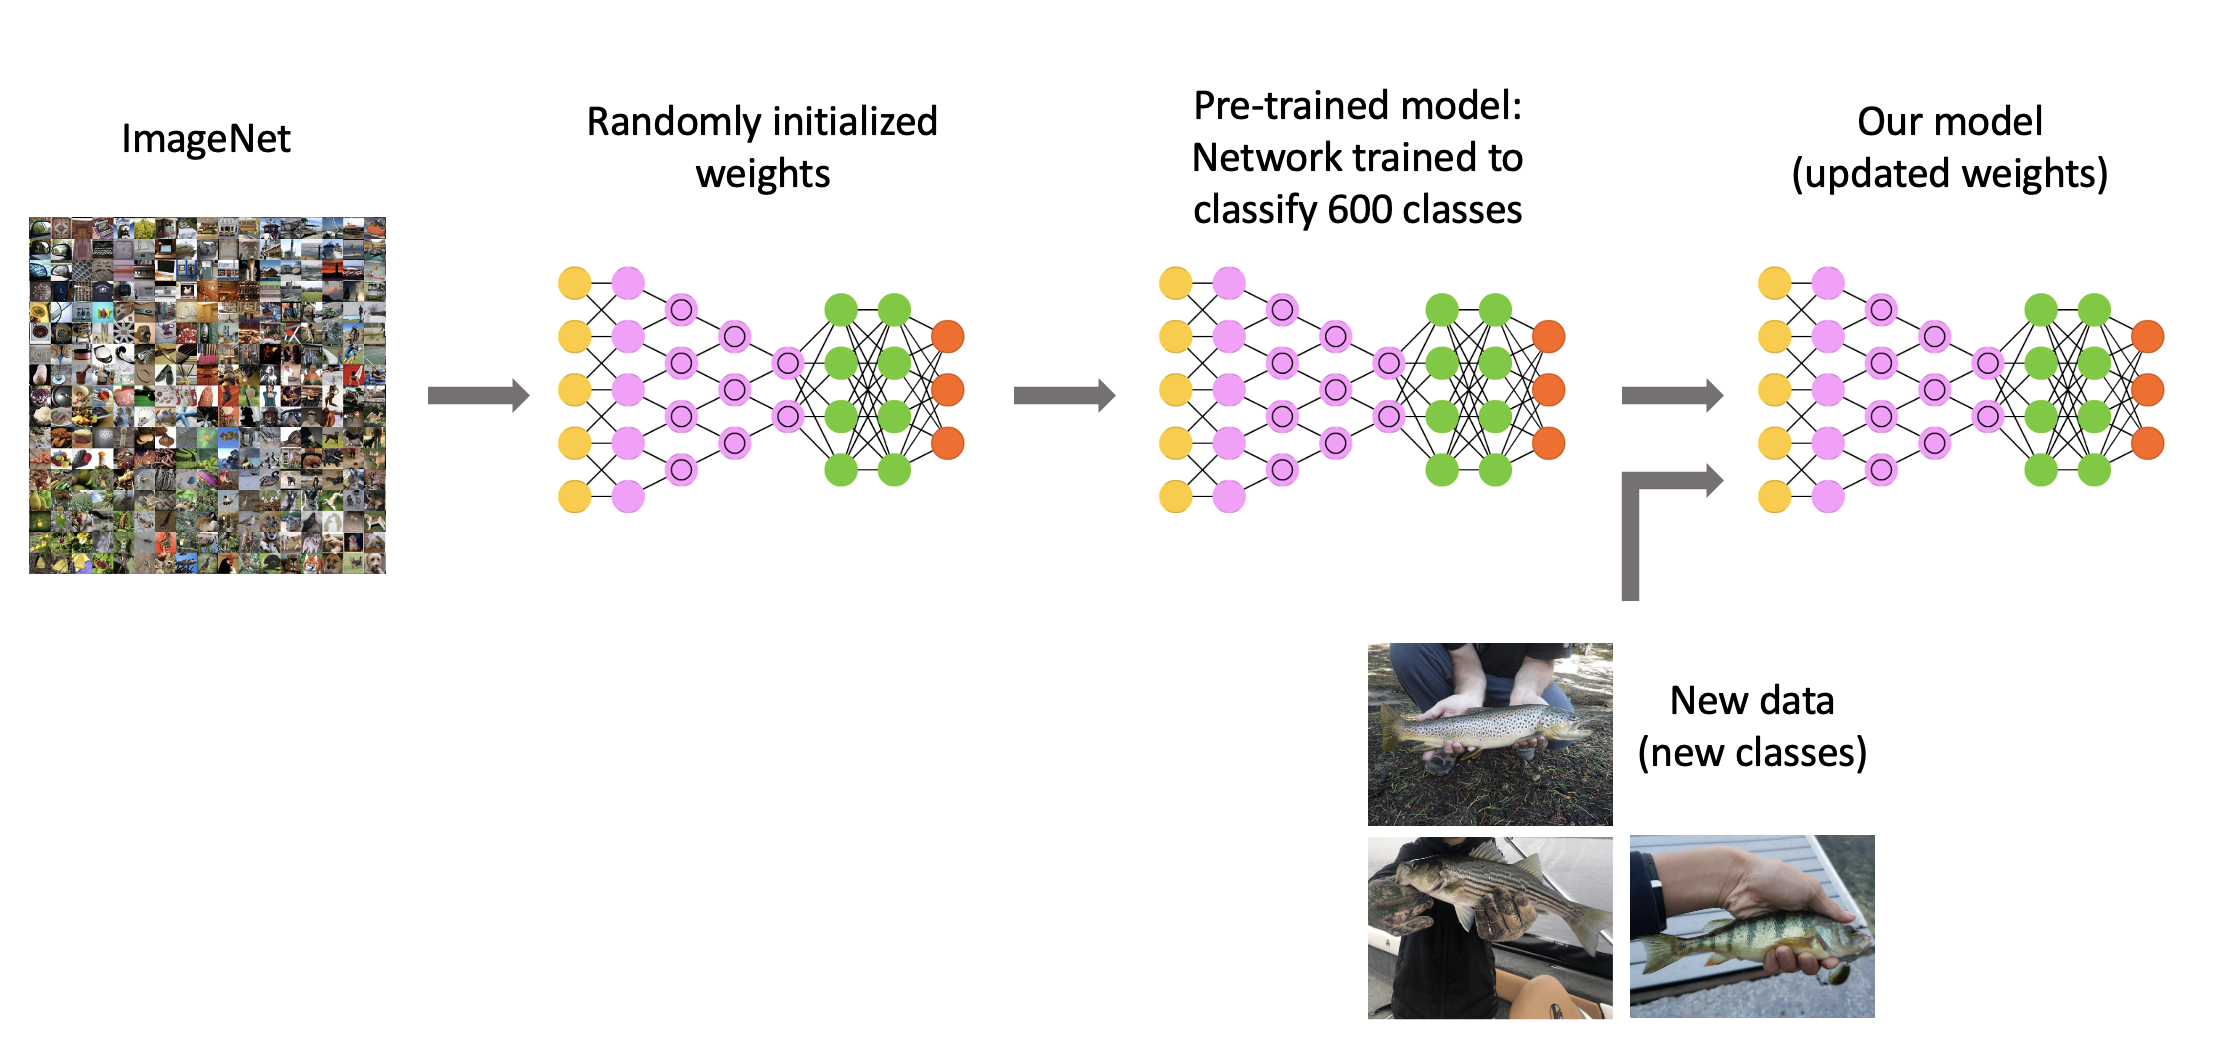 ImageNet
Randomly initialized
weights
Pre-trained model:
Network trained to
classify 600 classes
Our model
(updated weights)
New data
(new classes)